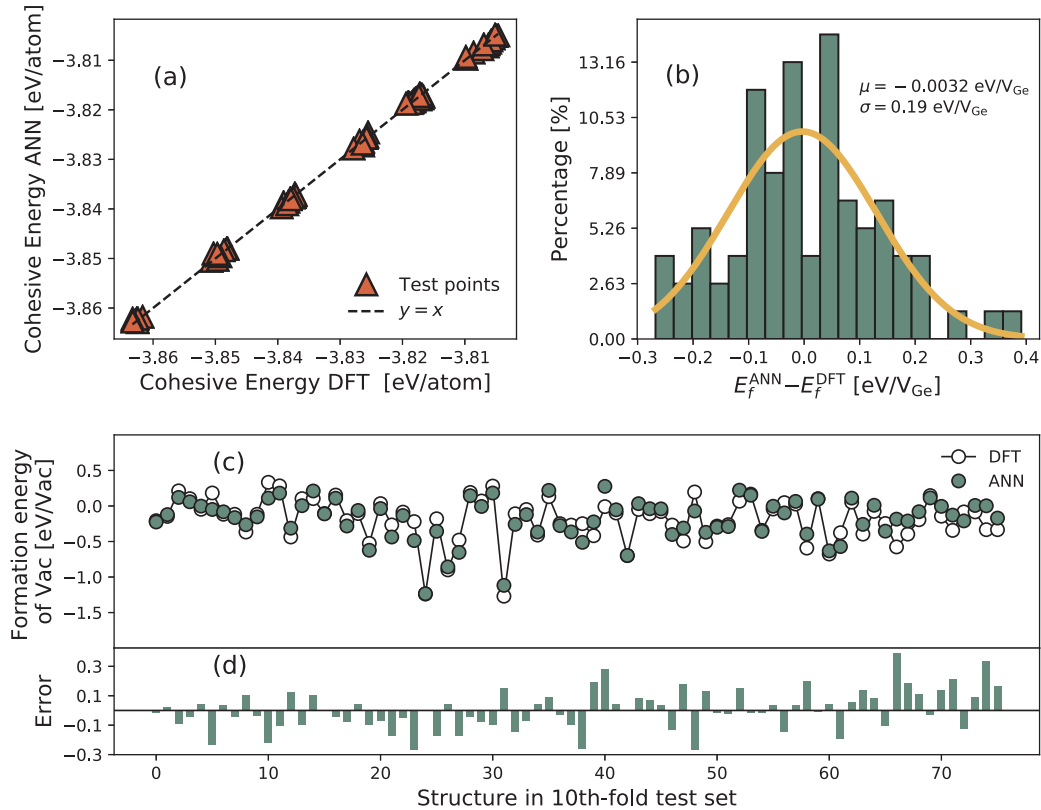 Cohesive Energy ANN [eV/atom]
−3.81
−3.82
−3.83
−3.84
−3.85
−3.86
(a)
Test points
y = x
−3.86 −3.85 −3.84 −3.83 −3.82 −3.81
Cohesive Energy DFT [eV/atom]
Percentage [%]
13.16
10.53
7.89
5.26
2.63
0.00
(b)
μ = −0.0032 eV/V_Ge
σ = 0.19 eV/V_Ge
−0.3 −0.2 −0.1 0.0 0.1 0.2 0.3 0.4
E_f^ANN−E_f^DFT [eV/V_Ge]
Formation energy
of Vac [eV/Vac]
0.5
0.0
−0.5
−1.0
−1.5
(c)
DFT
ANN
Error
0.3
0.1
−0.1
−0.3
(d)
0 10 20 30 40 50 60 70
Structure in 10th-fold test set